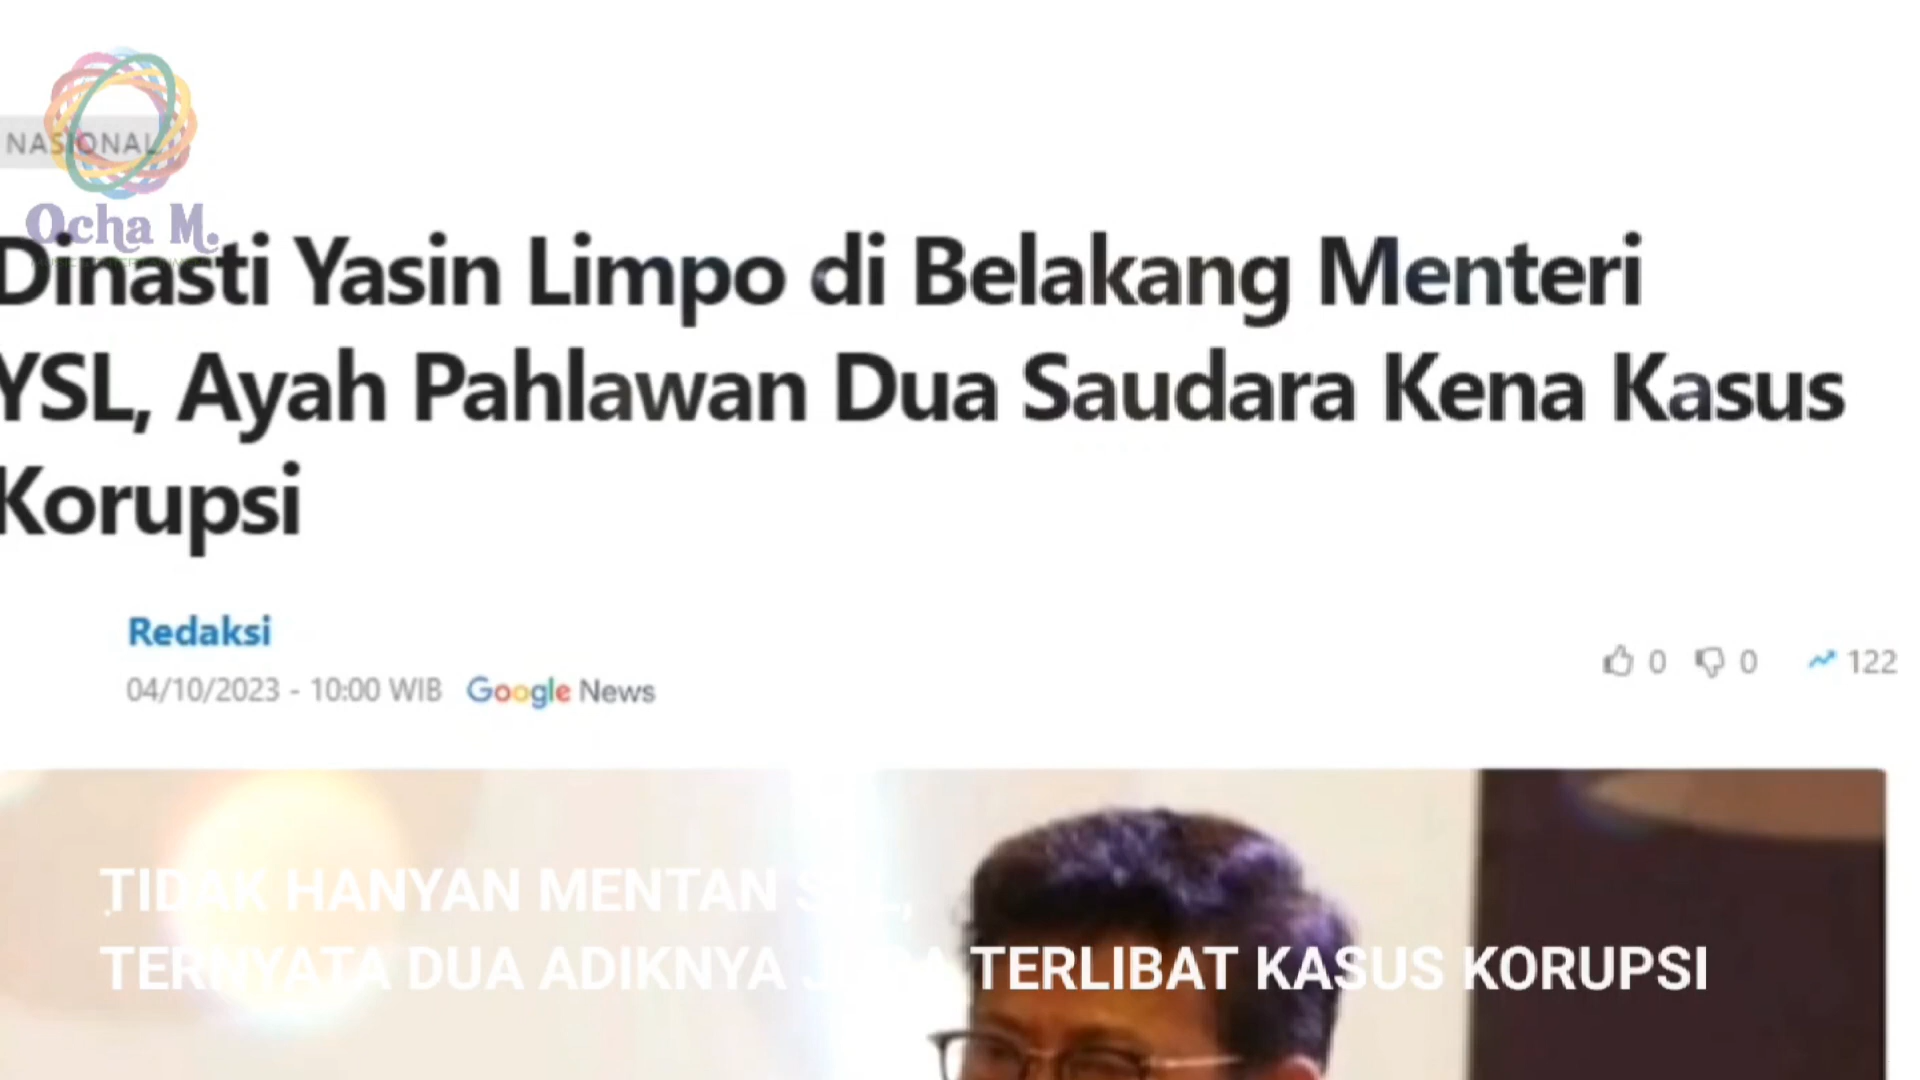 NASIONAL
Ocha M.
Dinasti Yasin Limpo di Belakang Menteri
YSL, Ayah Pahlawan Dua Saudara Kena Kasus
Korupsi
Redaksi
04/10/2023 - 10:00 WIB Google News
0 0 122
TIDAK HANYAN MENTAN
TERNYATA DUA ADIKNYA TERLIBAT KASUS KORUPSI